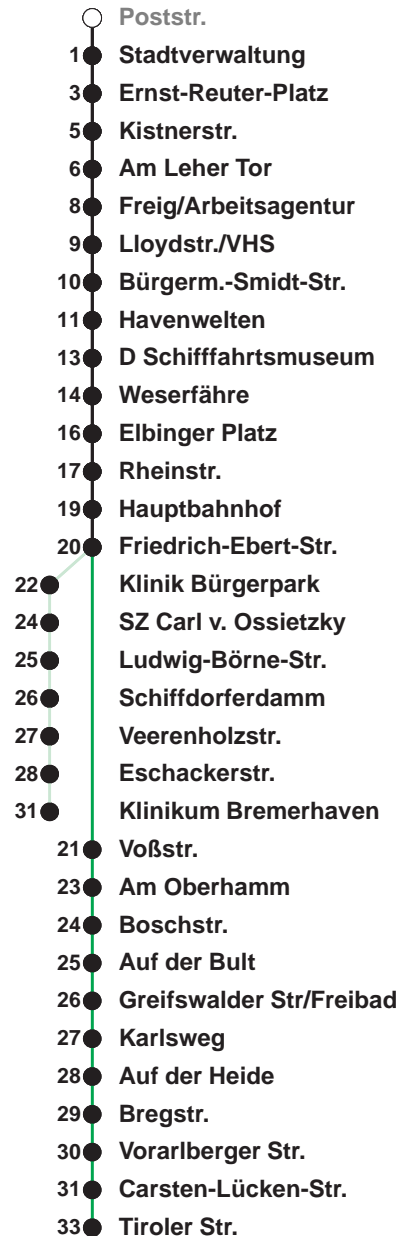 Poststr.
1 Stadtverwaltung
3 Ernst-Reuter-Platz
5 Kistnerstr.
6 Am Leher Tor
8 Freig/Arbeitsagentur
9 Lloydstr./VHS
10 Bürgerm.-Smidt-Str.
11 Havenwelten
13 D Schifffahrtsmuseum
14 Weserfähre
16 Elbinger Platz
17 Rheinstr.
19 Hauptbahnhof
20 Friedrich-Ebert-Str.
22 Klinik Bürgerpark
24 SZ Carl v. Ossietzky
25 Ludwig-Börne-Str.
26 Schiffdorferdamm
27 Veerenholzstr.
28 Eschackerstr.
31 Klinikum Bremerhaven
21 Voßstr.
23 Am Oberhamm
24 Boschstr.
25 Auf der Bult
26 Greifswalder Str/Freibad
27 Karlsweg
28 Auf der Heide
29 Bregstr.
30 Vorarlberger Str.
31 Carsten-Lücken-Str.
33 Tiroler Str.